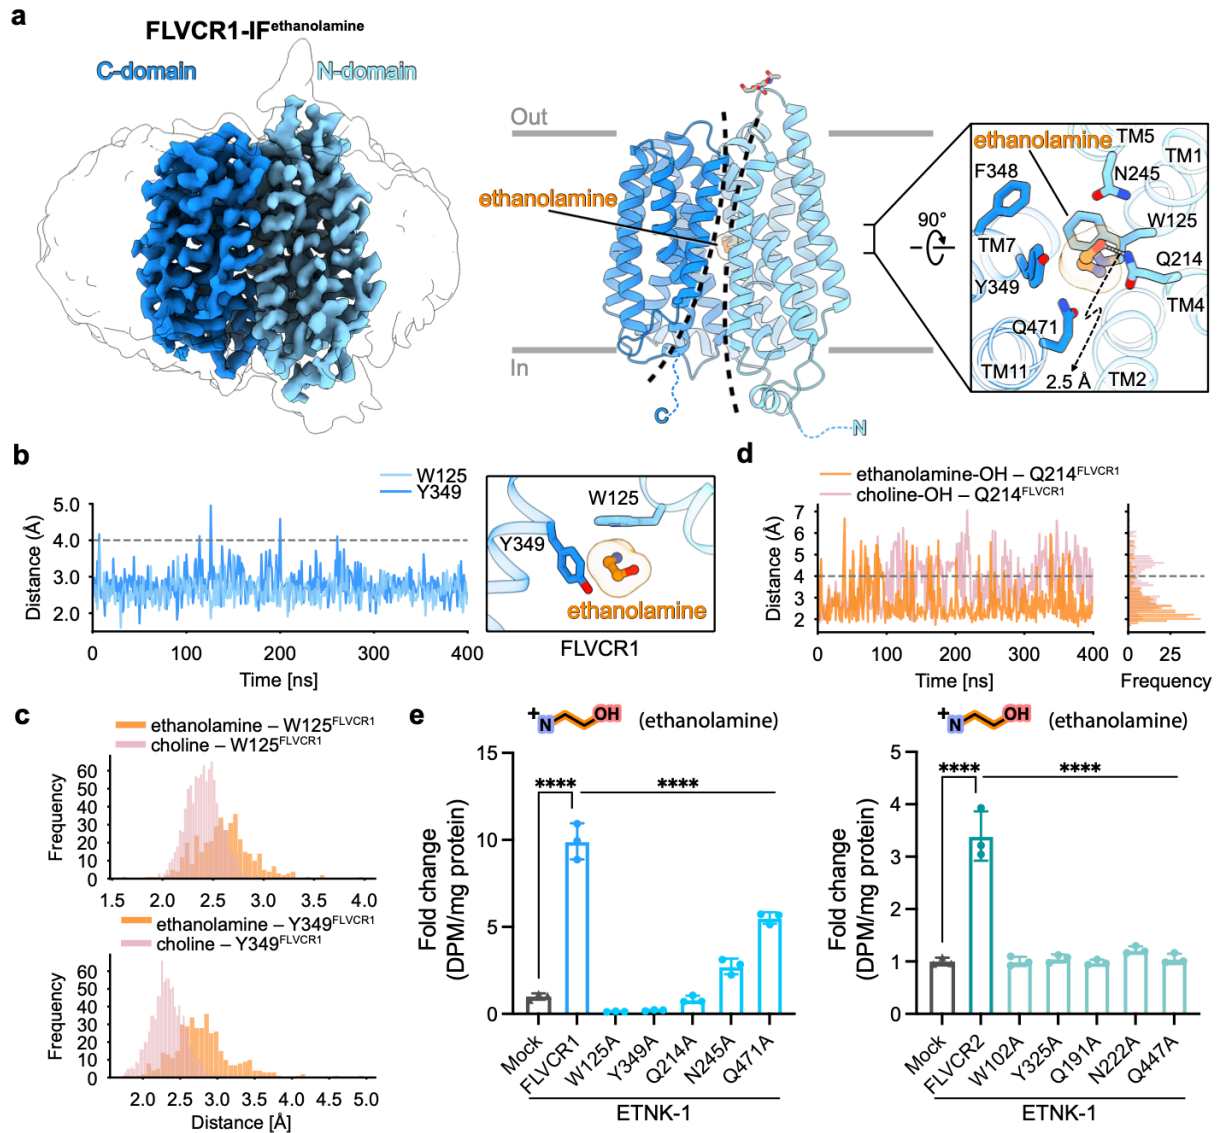 a
FLVCR1-IFethanolamine
C-domain
N-domain
Out
ethanolamine
In
C
N
90°
ethanolamine
TM5
TM1
F348
N245
W125
TM7
Q214
Y349
TM4
Q471
TM11
2.5 Å
TM2
b
W125
Y349
Distance (Å)
5.0
4.0
3.0
2.0
0
100
200
300
400
Time [ns]
W125
Y349
ethanolamine
FLVCR1
d
ethanolamine-OH – Q214FLVCR1
choline-OH – Q214FLVCR1
Distance (Å)
7
6
5
4
3
2
0
100
200
300
400
Time [ns]
0
25
Frequency
c
ethanolamine – W125FLVCR1
choline – W125FLVCR1
Frequency
60
50
40
30
20
10
0
1.5
2.0
2.5
3.0
3.5
4.0
ethanolamine – Y349FLVCR1
choline – Y349FLVCR1
Frequency
60
50
40
30
20
10
0
2.0
2.5
3.0
3.5
4.0
4.5
5.0
Distance [Å]
e
+
N
OH
(ethanolamine)
Fold change
(DPM/mg protein)
15
10
5
0
****
****
Mock
FLVCR1
W125A
Y349A
Q214A
N245A
Q471A
ETNK-1
+
N
OH
(ethanolamine)
Fold change
(DPM/mg protein)
5
4
3
2
1
0
****
****
Mock
FLVCR2
W102A
Y325A
Q191A
N222A
Q447A
ETNK-1